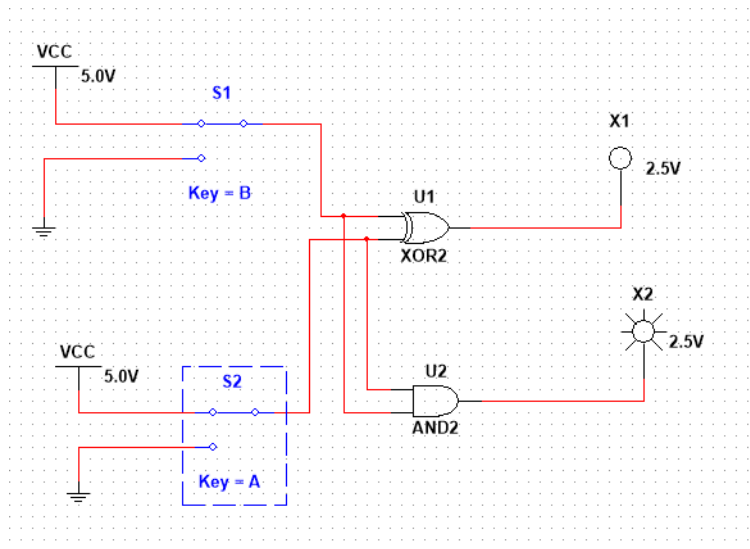 VCC
5.0V
S1
Key = B
X1
2.5V
U1
XOR2
X2
2.5V
VCC
5.0V
S2
Key = A
U2
AND2